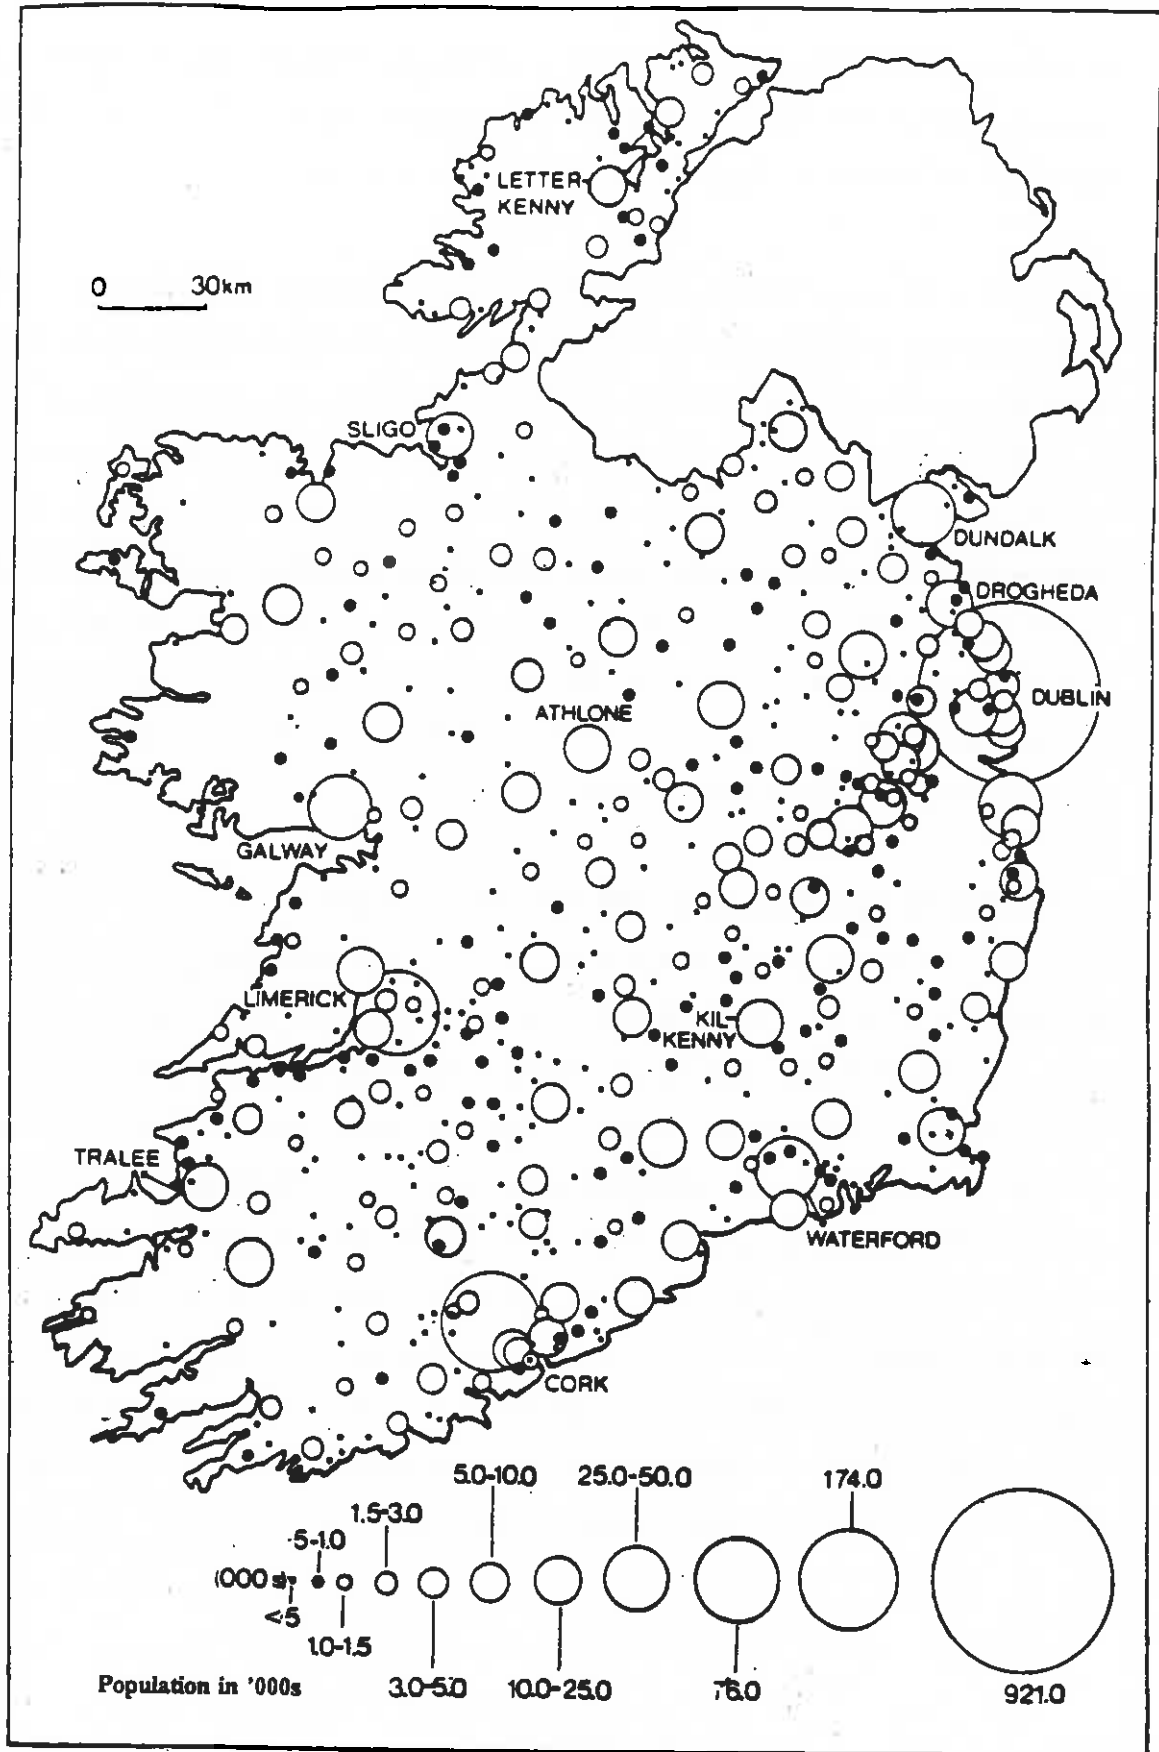 LETTER-
KENNY
0 30km
SLIGO
DUNDALK
DROGHEDA
DUBLIN
ATHLONE
GALWAY
LIMERICK
KIL-
KENNY
TRALEE
WATERFORD
CORK
5.0-10.0 25.0-50.0 174.0
1.5-3.0
·5-1.0
(000s)
<·5
1.0-1.5
Population in '000s 3.0-5.0 10.0-25.0 76.0 921.0